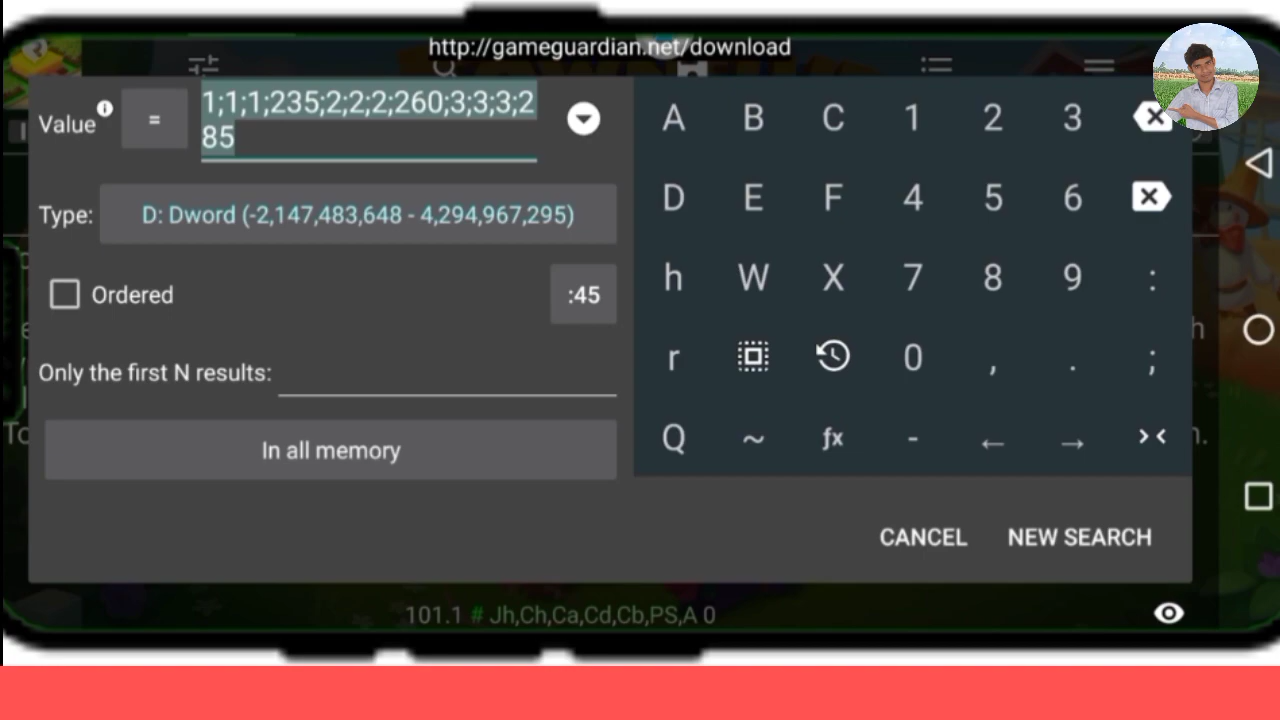 http://gameguardian.net/download
Value
=
1;1;1;235;2;2;2;260;3;3;3;2
85
A B C 1 2 3
Type:
D: Dword (-2,147,483,648 - 4,294,967,295)
D E F 4 5 6
Ordered
:45
h W X 7 8 9 :
Only the first N results:
r 0 , . ;
In all memory
Q ~ ƒx - ← → ><
CANCEL NEW SEARCH
101.1 # Jh,Ch,Ca,Cd,Cb,PS,A 0